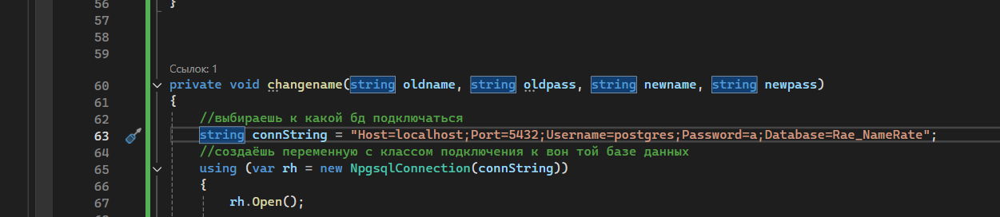 56 }
57
58
59
Ссылок: 1
60 private void changename(string oldname, string oldpass, string newname, string newpass)
61 {
62 //выбираешь к какой бд подключаться
63 string connString = "Host=localhost;Port=5432;Username=postgres;Password=a;Database=Rae_NameRate";
64 //создаёшь переменную с классом подключения к вон той базе данных
65 using (var rh = new NpgsqlConnection(connString))
66 {
67 rh.Open();